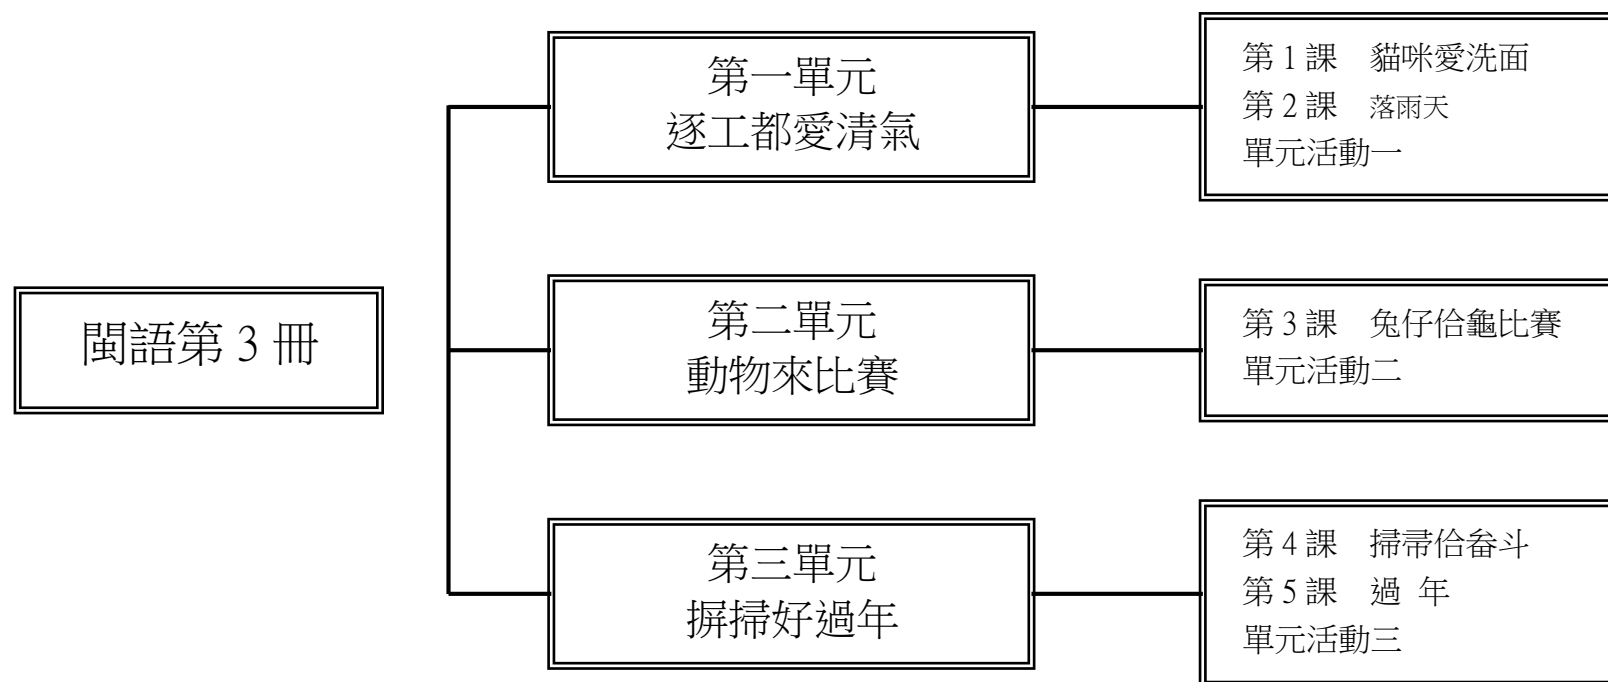 閩語第 3 冊
第一單元
逐工都愛清氣
第 1 課　貓咪愛洗面
第 2 課　落雨天
單元活動一
第二單元
動物來比賽
第 3 課　兔仔佮龜比賽
單元活動二
第三單元
摒掃好過年
第 4 課　掃帚佮畚斗
第 5 課　過 年
單元活動三